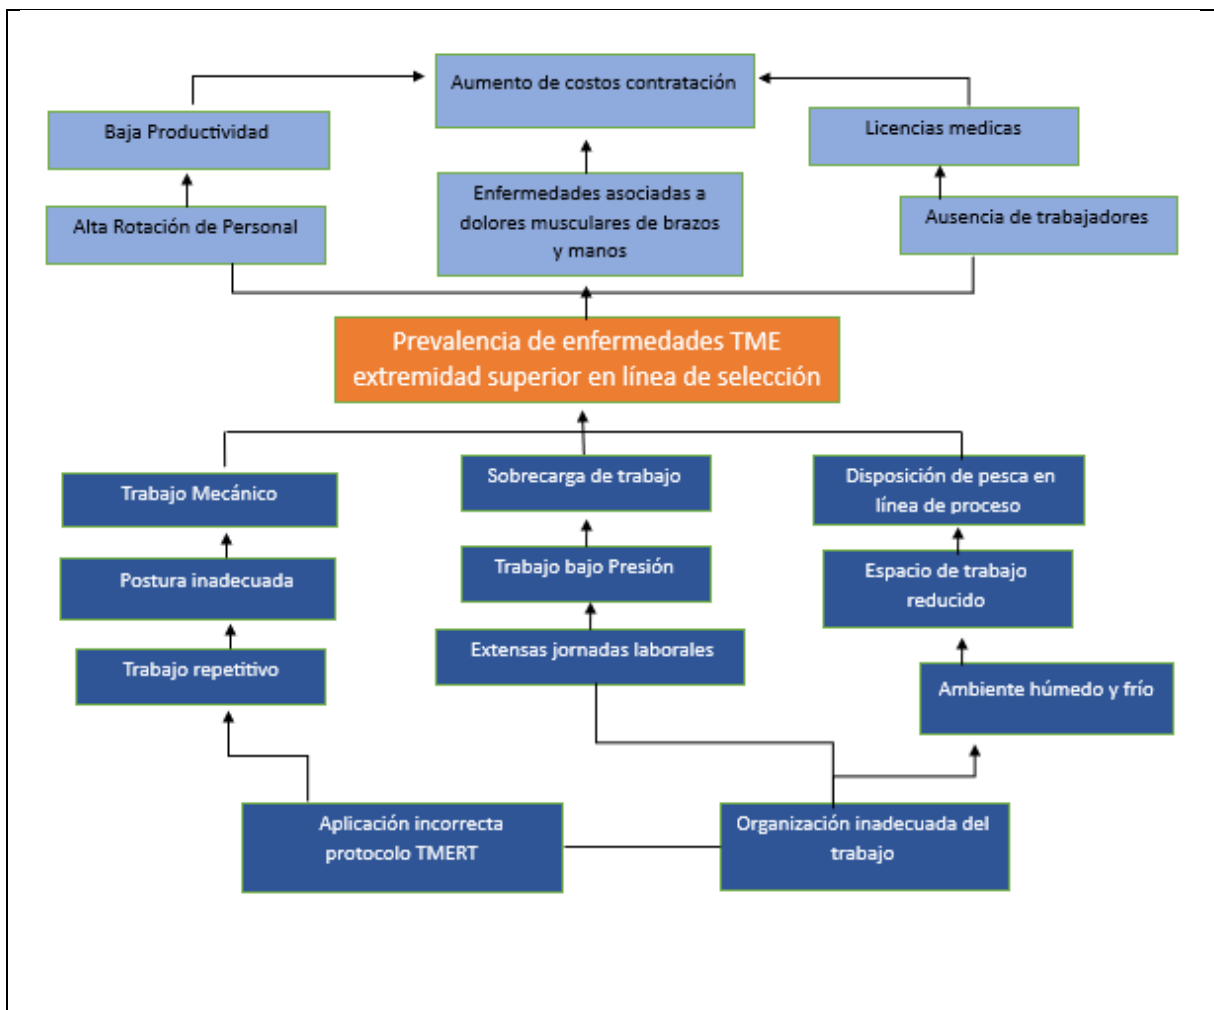 Aumento de costos contratación
Baja Productividad
Licencias medicas
Alta Rotación de Personal
Enfermedades asociadas a
dolores musculares de brazos
y manos
Ausencia de trabajadores
Prevalencia de enfermedades TME
extremidad superior en línea de selección
Trabajo Mecánico
Sobrecarga de trabajo
Disposición de pesca en
línea de proceso
Postura inadecuada
Trabajo bajo Presión
Espacio de trabajo
reducido
Trabajo repetitivo
Extensas jornadas laborales
Ambiente húmedo y frío
Aplicación incorrecta
protocolo TMERT
Organización inadecuada del
trabajo